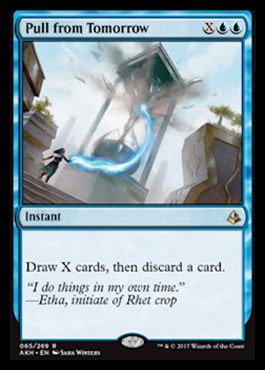 Pull from Tomorrow X
Instant
Draw X cards, then discard a card.
“I do things in my own time.”
—Etha, initiate of Rhet crop
065/269 R
AKH • EN Sara Winters
™ & © 2017 Wizards of the Coast